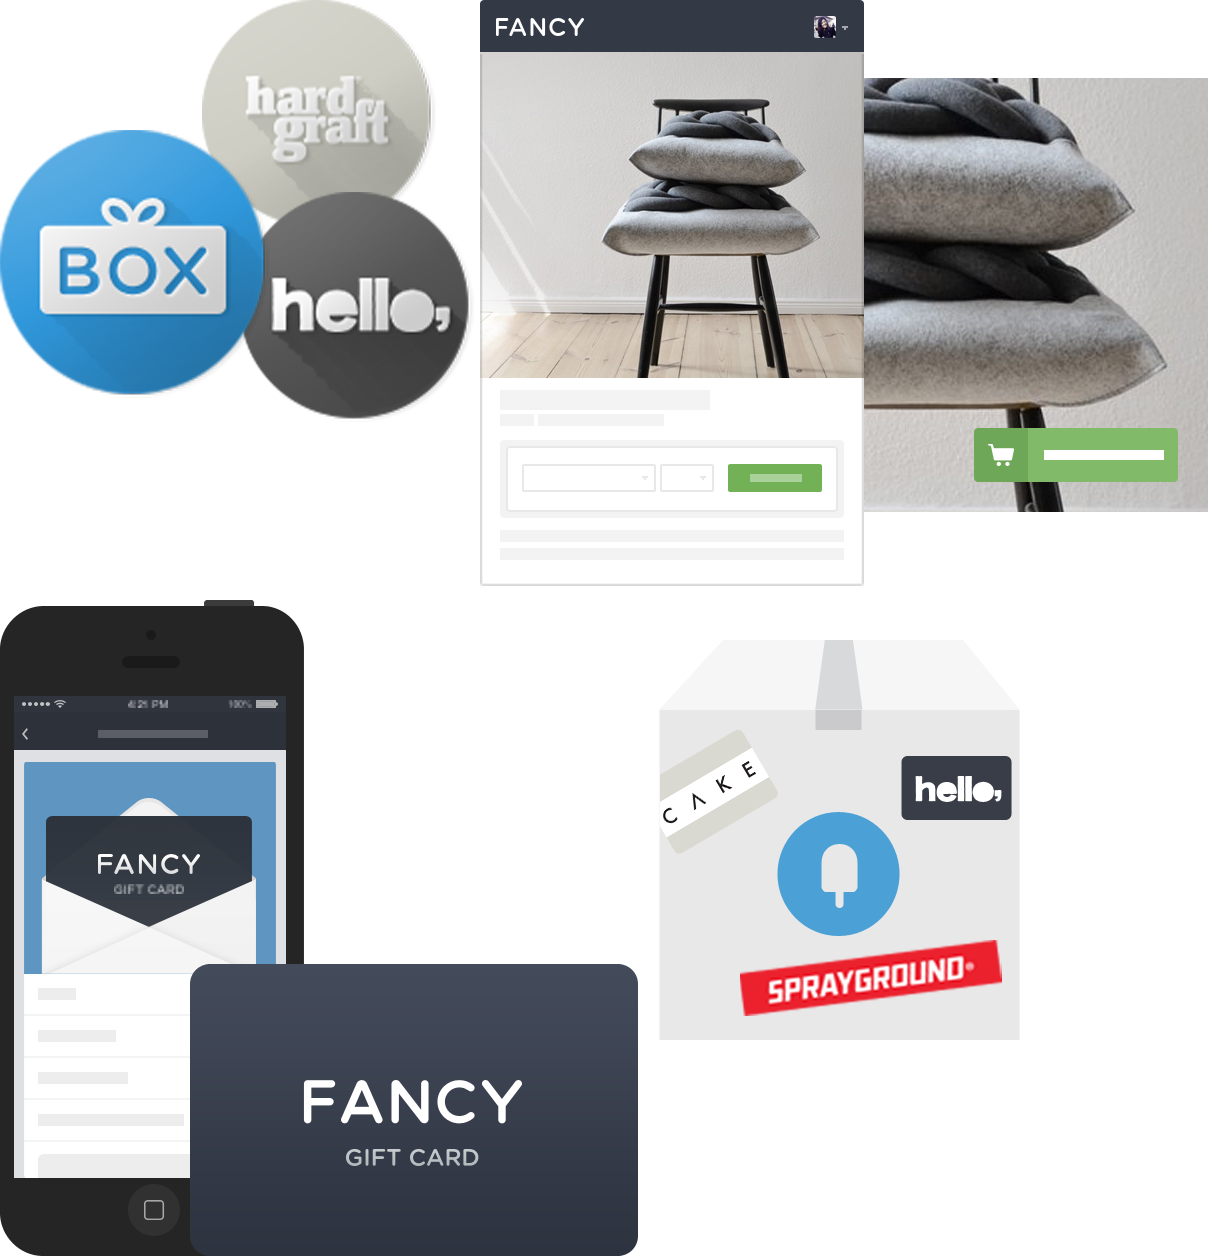 hard
graft
BOX
hello,
FANCY
4:21 PM
100%
FANCY
GIFT CARD
FANCY
GIFT CARD
CAKE
hello,
SPRAYGROUND®